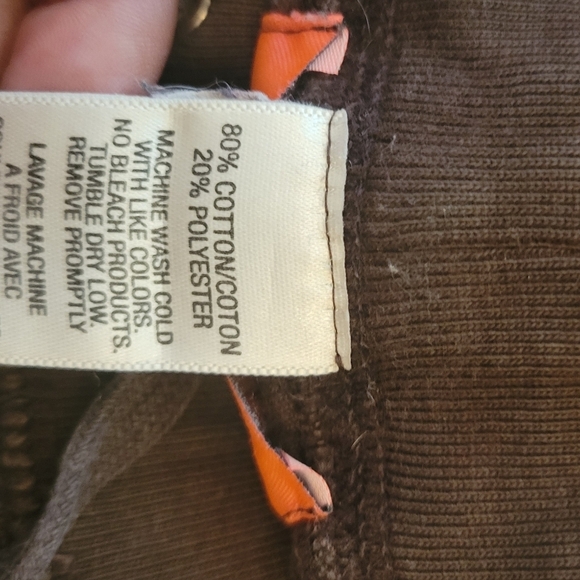 80% COTTON/COTON
20% POLYESTER
MACHINE WASH COLD
WITH LIKE COLORS.
NO BLEACH PRODUCTS.
TUMBLE DRY LOW.
REMOVE PROMPTLY
LAVAGE MACHINE
A FROID AVEC